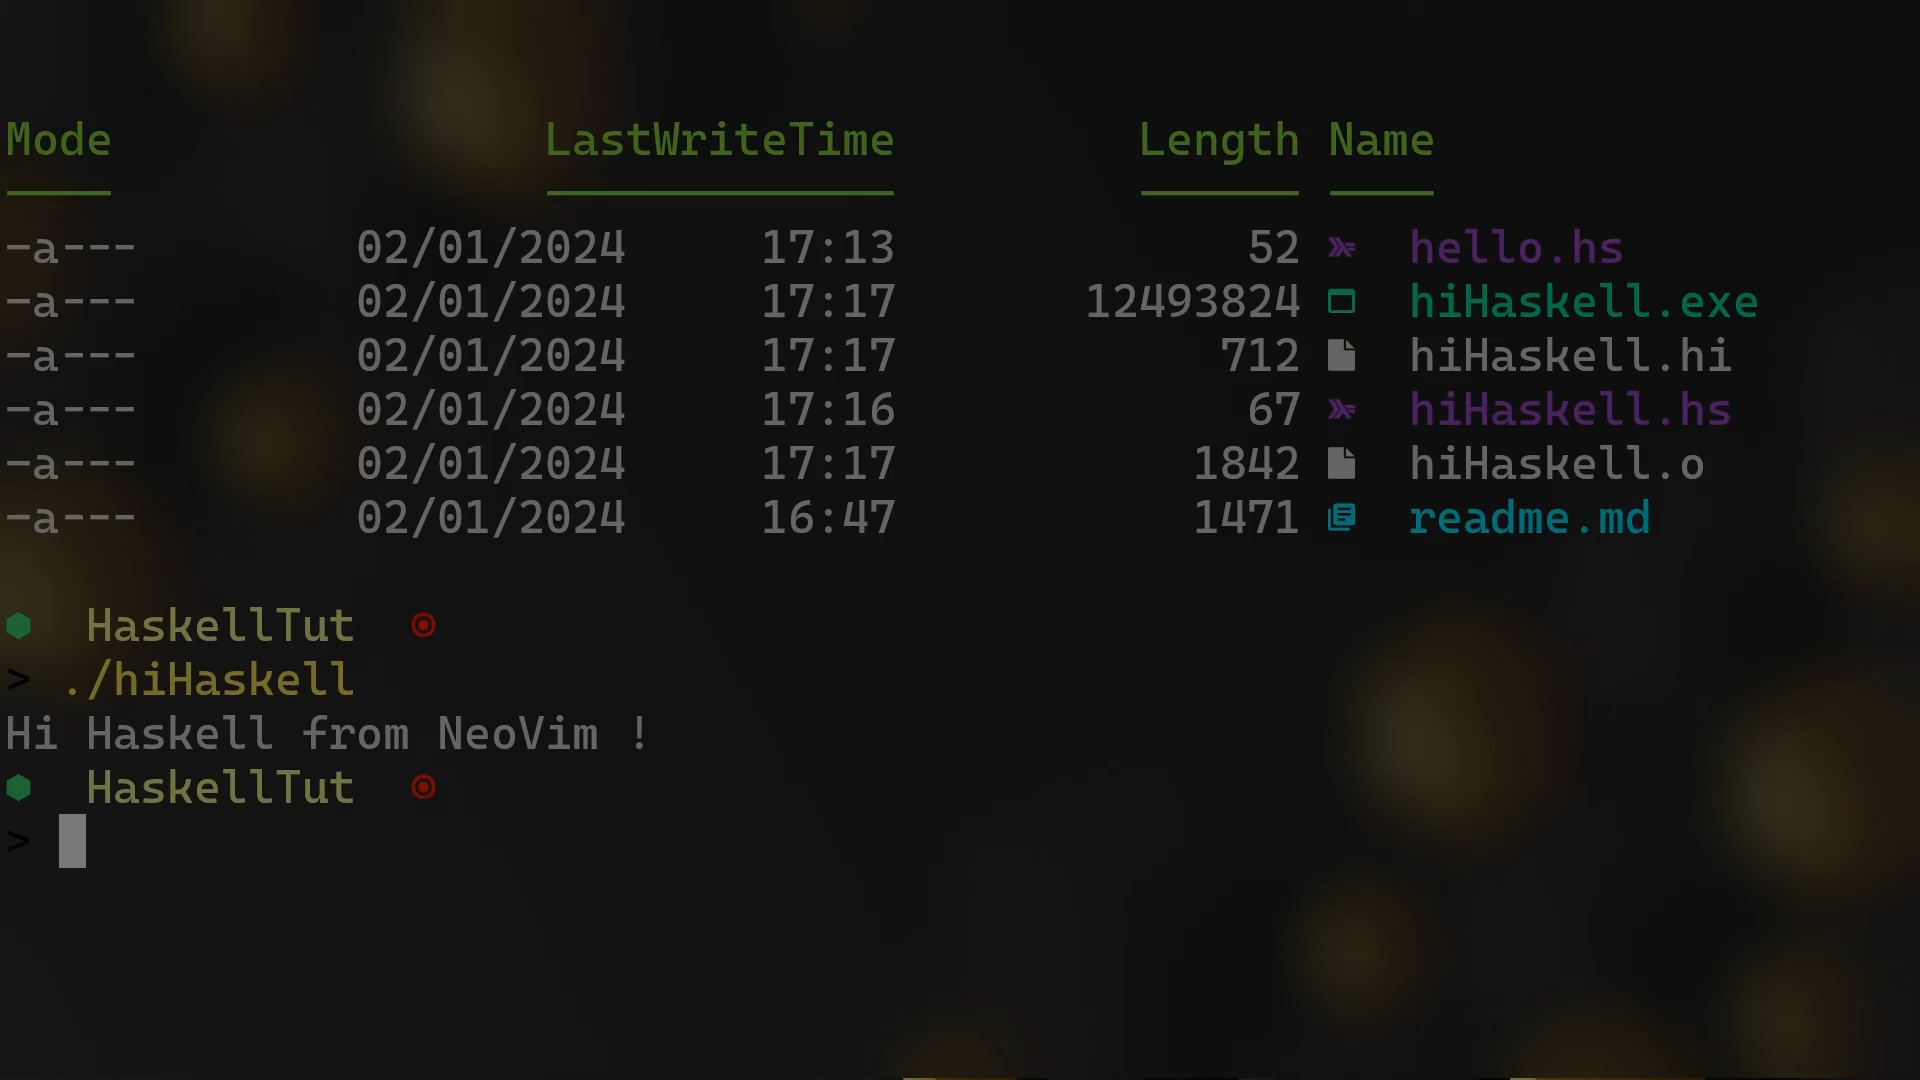 Mode LastWriteTime Length Name
-a--- 02/01/2024 17:13 52 hello.hs
-a--- 02/01/2024 17:17 12493824 hiHaskell.exe
-a--- 02/01/2024 17:17 712 hiHaskell.hi
-a--- 02/01/2024 17:16 67 hiHaskell.hs
-a--- 02/01/2024 17:17 1842 hiHaskell.o
-a--- 02/01/2024 16:47 1471 readme.md
HaskellTut
> ./hiHaskell
Hi Haskell from NeoVim !
HaskellTut
>